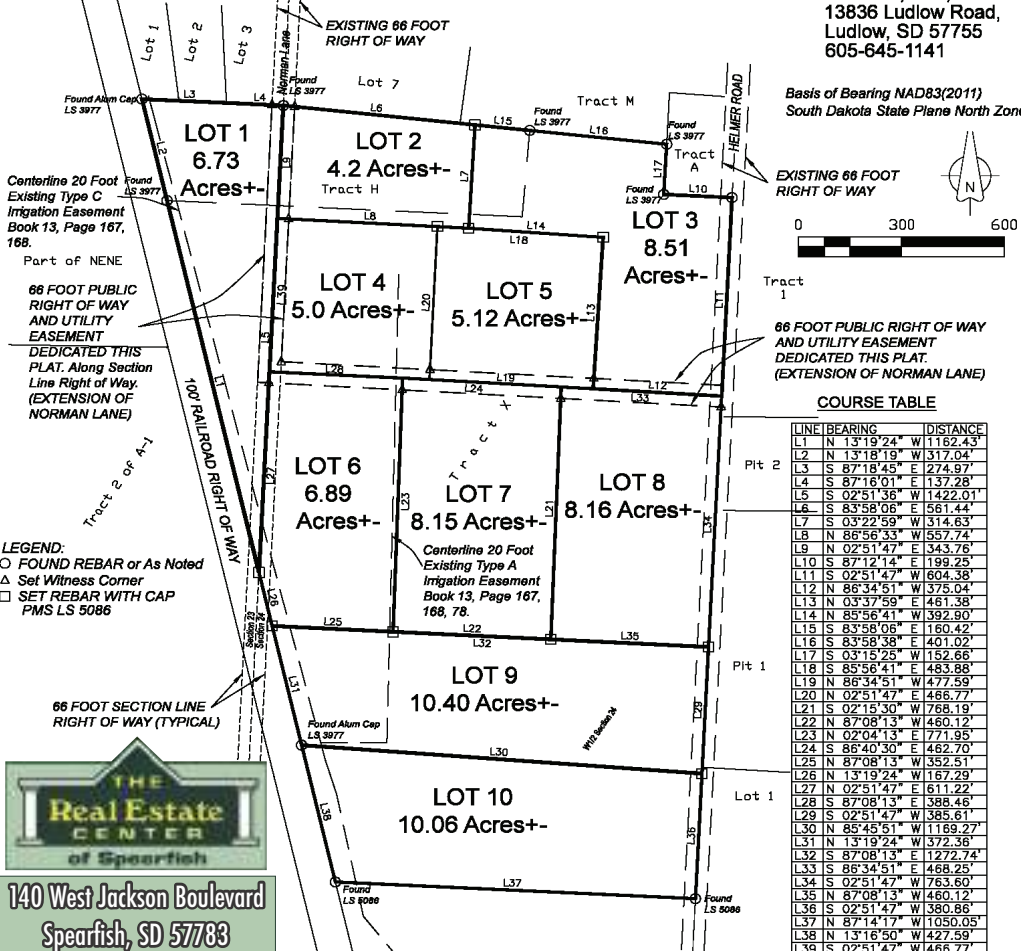 13836 Ludlow Road,
Ludlow, SD 57755
605-645-1141
Basis of Bearing NAD83(2011)
South Dakota State Plane North Zone
EXISTING 66 FOOT
RIGHT OF WAY
Lot 1
Lot 2
Lot 3
Norman Lane
Lot 7
Tract M
HELMER ROAD
Found Alum Cap
LS 3977
L3
L4
Found
LS 3977
L6
L15
Found
LS 3977
L16
Found
LS 3977
Tract
A
L17
Found
LS 3977
L10
EXISTING 66 FOOT
RIGHT OF WAY
N
0
300
600
LOT 1
6.73
Acres+-
L2
L9
LOT 2
4.2 Acres+-
Tract H
L7
L8
L14
L18
LOT 3
8.51
Acres+-
Centerline 20 Foot
Existing Type C
Irrigation Easement
Book 13, Page 167,
168.
Found
LS 3977
Part of NENE
66 FOOT PUBLIC
RIGHT OF WAY
AND UTILITY
EASEMENT
DEDICATED THIS
PLAT. Along Section
Line Right of Way.
(EXTENSION OF
NORMAN LANE)
L39
L5
L1
LOT 4
5.0 Acres+-
L20
LOT 5
5.12 Acres+-
L13
L11
Tract
1
66 FOOT PUBLIC RIGHT OF WAY
AND UTILITY EASEMENT
DEDICATED THIS PLAT.
(EXTENSION OF NORMAN LANE)
L28
L19
L24
L12
L33
100' RAILROAD RIGHT OF WAY
Tract 2 of A-1
Tract X
LOT 6
6.89
Acres+-
L27
L23
LOT 7
8.15 Acres+-
L21
LOT 8
8.16 Acres+-
L34
Plt 2
Centerline 20 Foot
Existing Type A
Irrigation Easement
Book 13, Page 167,
168, 78.
LEGEND:
FOUND REBAR or As Noted
Set Witness Corner
SET REBAR WITH CAP
PMS LS 5086
L26
Section 23
Section 24
L25
L22
L32
L35
LOT 9
10.40 Acres+-
Plt 1
L31
L29
66 FOOT SECTION LINE
RIGHT OF WAY (TYPICAL)
W1/2 Section 24
Found Alum Cap
LS 3977
L30
LOT 10
10.06 Acres+-
Lot 1
L38
L36
L37
Found
LS 5086
Found
LS 5086
COURSE TABLE
LINE BEARING DISTANCE
L1 N 13°19'24" W 1162.43'
L2 N 13°18'19" W 317.04'
L3 S 87°18'45" E 274.97'
L4 S 87°16'01" E 137.28'
L5 S 02°51'36" W 1422.01'
L6 S 83°58'06" E 561.44'
L7 S 03°22'59" W 314.63'
L8 N 86°56'33" W 557.74'
L9 N 02°51'47" E 343.76'
L10 S 87°12'14" E 199.25'
L11 S 02°51'47" W 604.38'
L12 N 86°34'51" W 375.04'
L13 N 03°37'59" E 461.38'
L14 N 85°56'41" W 392.90'
L15 S 83°58'06" E 160.42'
L16 S 83°58'38" E 401.02'
L17 S 03°15'25" W 152.66'
L18 S 85°56'41" E 483.88'
L19 N 86°34'51" W 477.59'
L20 N 02°51'47" E 466.77'
L21 S 02°15'30" W 768.19'
L22 N 87°08'13" W 460.12'
L23 N 02°04'13" E 771.95'
L24 S 86°40'30" E 462.70'
L25 N 87°08'13" W 352.51'
L26 N 13°19'24" W 167.29'
L27 N 02°51'47" E 611.22'
L28 S 87°08'13" E 388.46'
L29 S 02°51'47" W 385.61'
L30 N 85°45'51" W 1169.27'
L31 N 13°19'24" W 372.36'
L32 S 87°08'13" E 1272.74'
L33 S 86°34'51" E 468.25'
L34 S 02°51'47" W 763.60'
L35 N 87°08'13" W 460.12'
L36 S 02°51'47" W 380.86'
L37 N 87°14'17" W 1050.05'
L38 N 13°16'50" W 427.59'
L39 S 02°51'47" W 466.77'
THE
Real Estate
CENTER
of Spearfish
140 West Jackson Boulevard
Spearfish, SD 57783